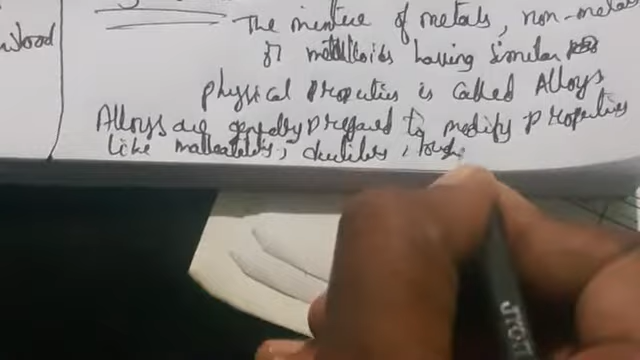 wood
The mixture of metals, non-metals
or metalloids having similar
physical Properties is called Alloys
Alloys are generally prepared to modify Properties
like malleability, ductility, tough